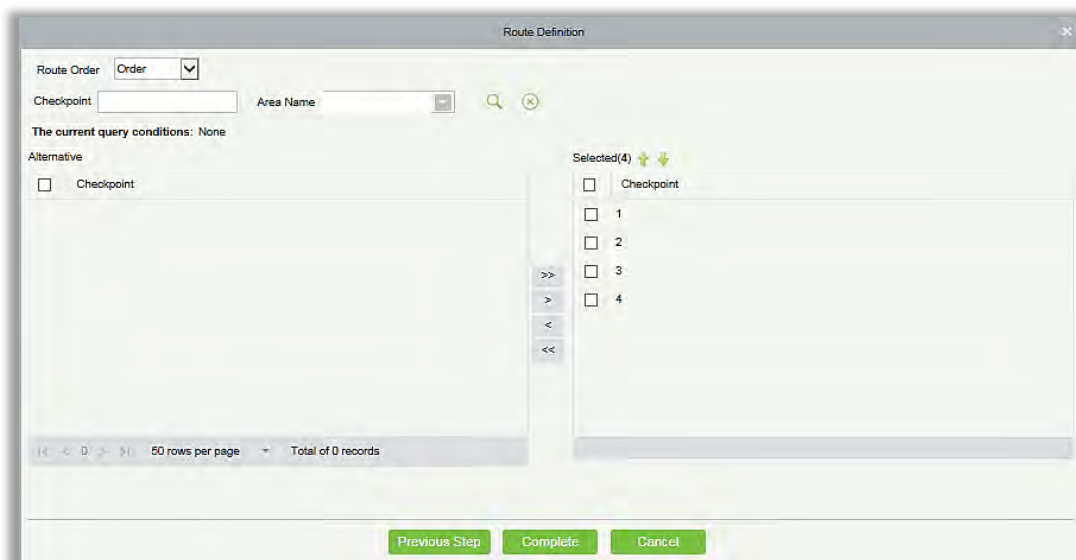 Route Definition
Route Order Order
Checkpoint Area Name
The current query conditions: None
Alternative
Selected(4)
Checkpoint
Checkpoint
1
2
3
4
>>
>
<
<<
|< < 0 > >| 50 rows per page Total of 0 records
Previous Step Complete Cancel